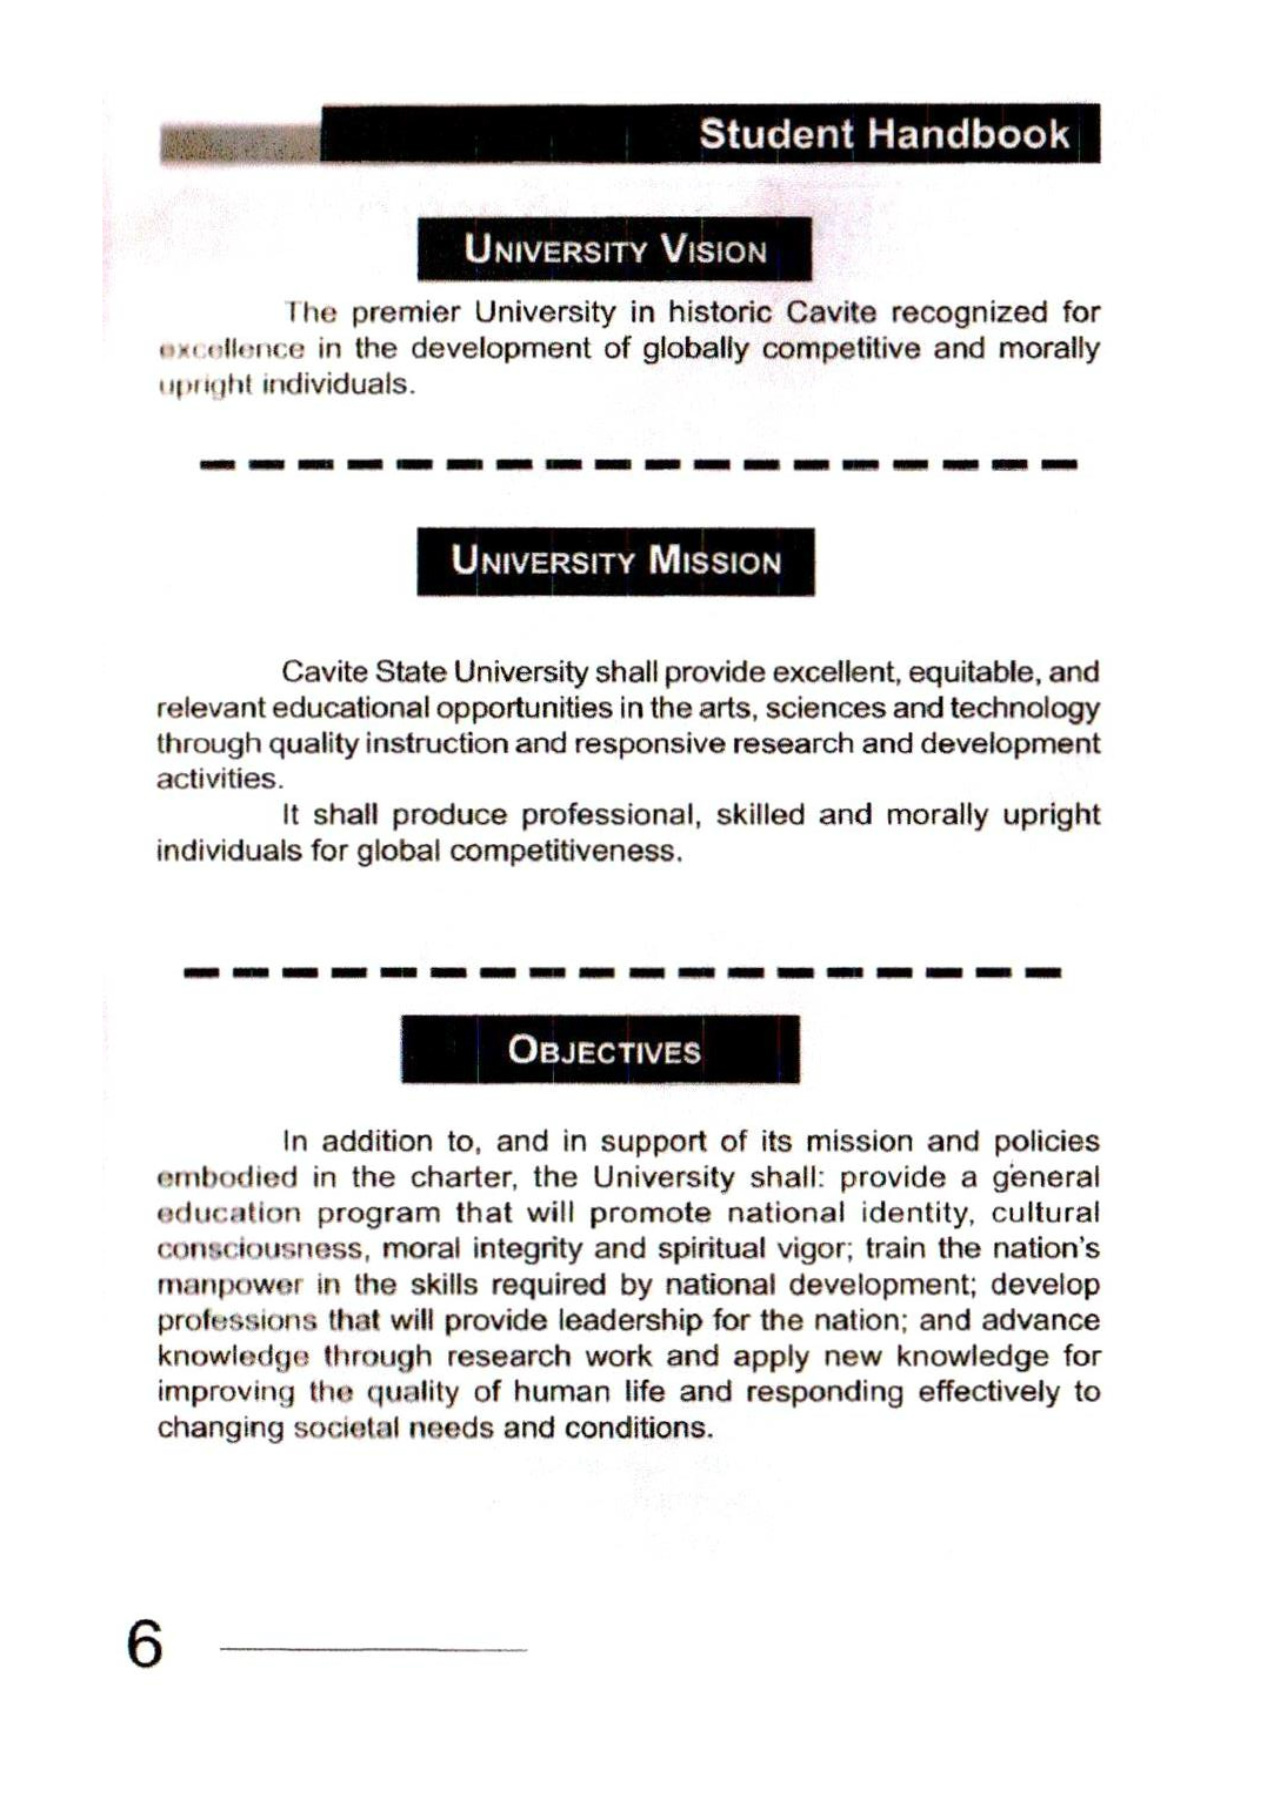 Student Handbook
UNIVERSITY VISION
The premier University in historic Cavite recognized for
excellence in the development of globally competitive and morally
upright individuals.
UNIVERSITY MISSION
Cavite State University shall provide excellent, equitable, and
relevant educational opportunities in the arts, sciences and technology
through quality instruction and responsive research and development
activities.
It shall produce professional, skilled and morally upright
individuals for global competitiveness.
OBJECTIVES
In addition to, and in support of its mission and policies
embodied in the charter, the University shall: provide a general
education program that will promote national identity, cultural
consciousness, moral integrity and spiritual vigor; train the nation's
manpower in the skills required by national development; develop
professions that will provide leadership for the nation; and advance
knowledge through research work and apply new knowledge for
improving the quality of human life and responding effectively to
changing societal needs and conditions.
6